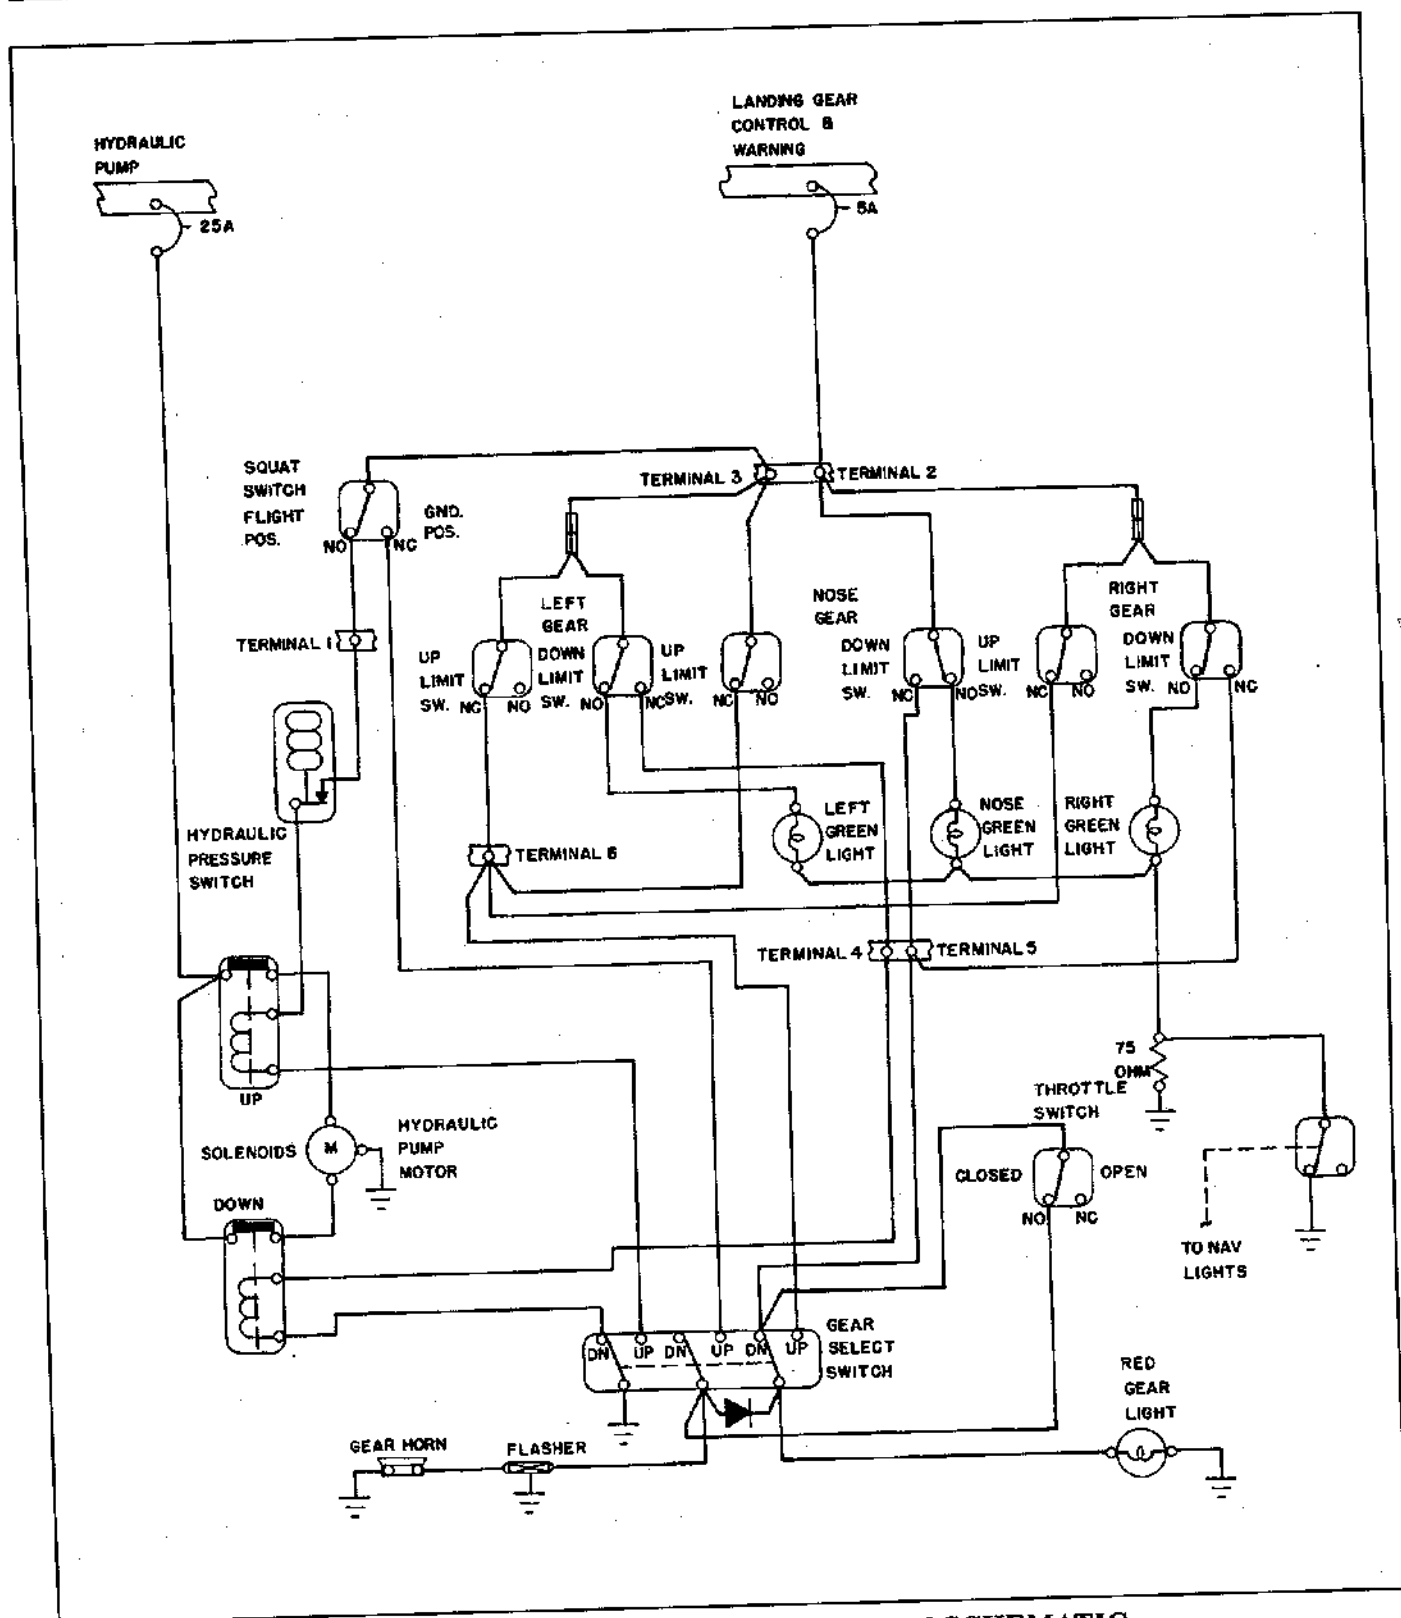 HYDRAULIC
PUMP
25A
LANDING GEAR
CONTROL &
WARNING
5A
SQUAT
SWITCH
FLIGHT
POS.
GND.
POS.
NO
NC
TERMINAL 3
TERMINAL 2
TERMINAL 1
LEFT
GEAR
NOSE
GEAR
RIGHT
GEAR
UP
LIMIT
SW.
NC
NO
DOWN
LIMIT
SW.
NO
NC
UP
LIMIT
SW.
NC
NO
DOWN
LIMIT
SW.
NC
NO
UP
LIMIT
SW.
NC
NO
DOWN
LIMIT
SW.
NO
NC
HYDRAULIC
PRESSURE
SWITCH
TERMINAL 6
LEFT
GREEN
LIGHT
NOSE
GREEN
LIGHT
RIGHT
GREEN
LIGHT
TERMINAL 4
TERMINAL 5
UP
SOLENOIDS
M
HYDRAULIC
PUMP
MOTOR
DOWN
75
OHM
THROTTLE
SWITCH
CLOSED
OPEN
NO
NC
TO NAV
LIGHTS
DN
UP
DN
UP
DN
UP
GEAR
SELECT
SWITCH
RED
GEAR
LIGHT
GEAR HORN
FLASHER